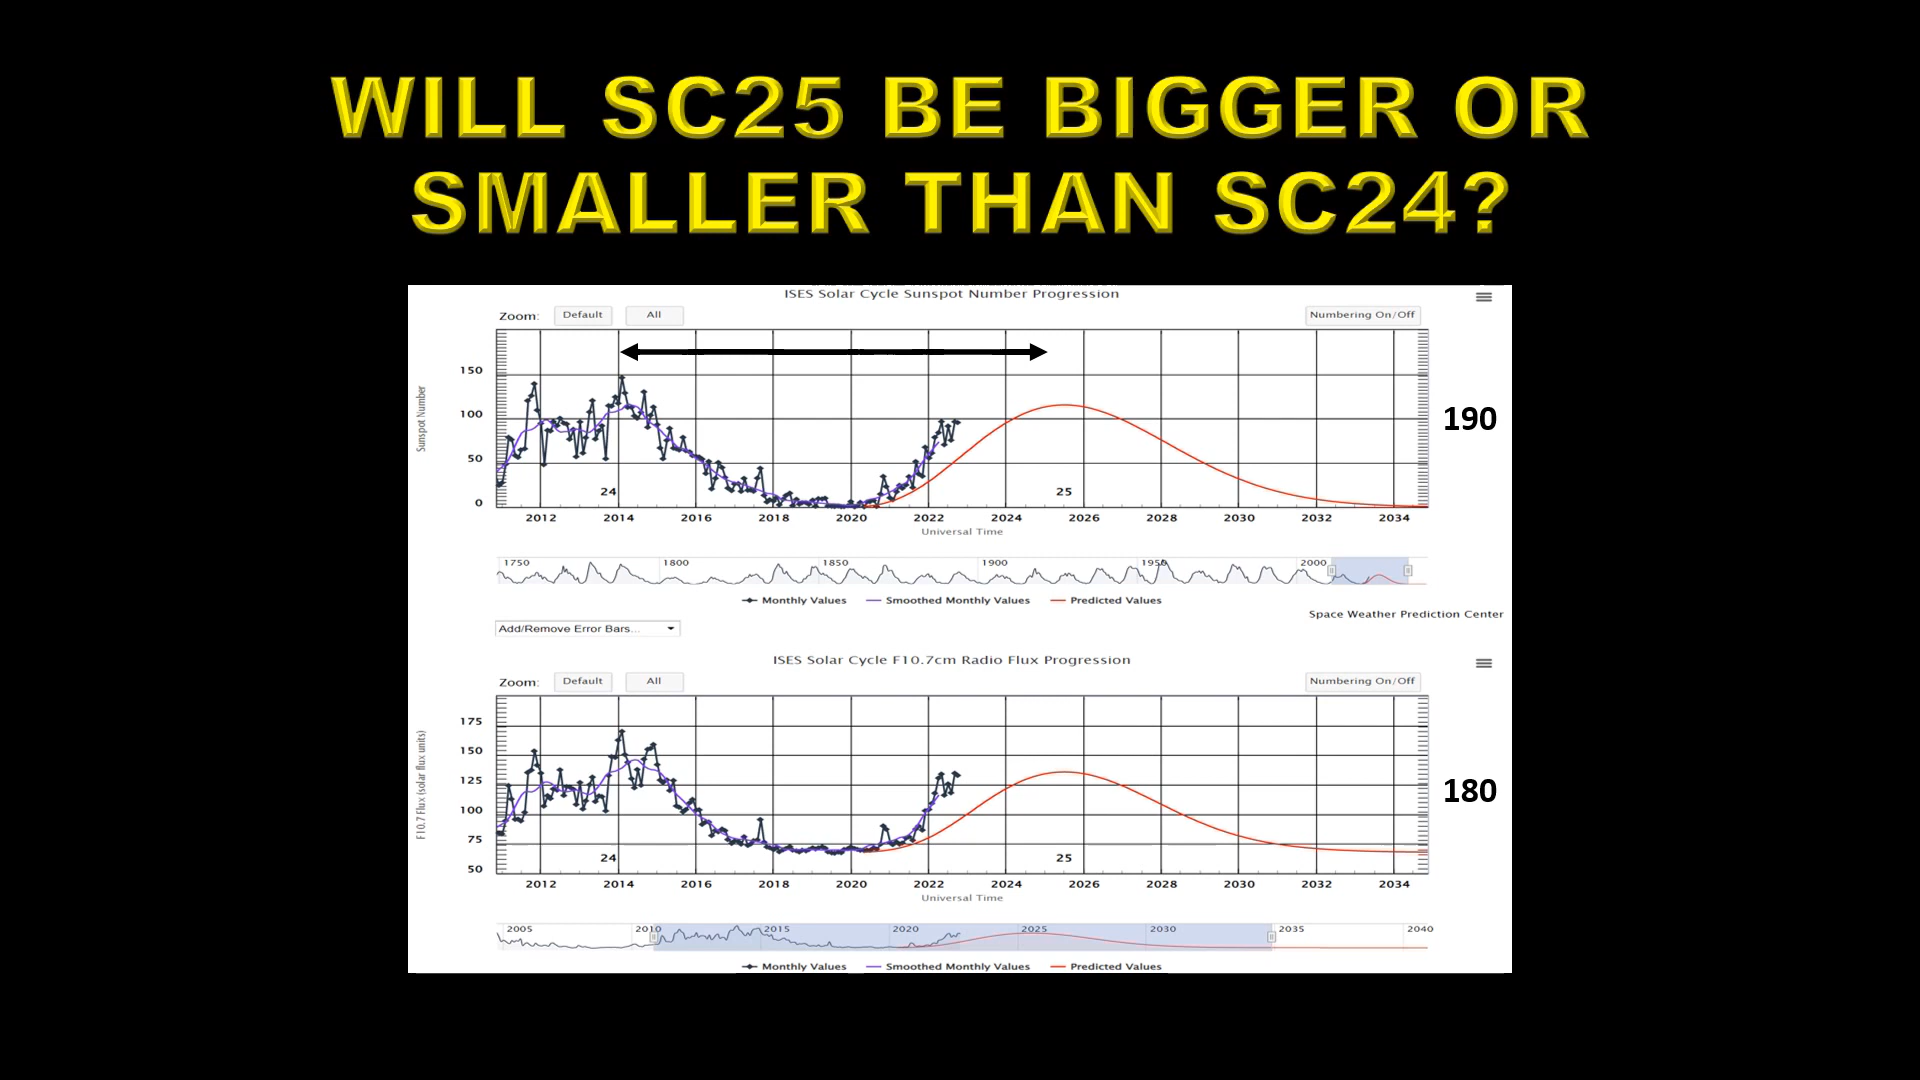 WILL SC25 BE BIGGER OR
SMALLER THAN SC24?
ISES Solar Cycle Sunspot Number Progression
Zoom: Default All Numbering On/Off
Sunspot Number
150
100
50
0
190
24 25
2012 2014 2016 2018 2020 2022 2024 2026 2028 2030 2032 2034
Universal Time
1750 1800 1850 1900 1950 2000
Monthly Values Smoothed Monthly Values Predicted Values
Space Weather Prediction Center
Add/Remove Error Bars...
ISES Solar Cycle F10.7cm Radio Flux Progression
Zoom: Default All Numbering On/Off
F10.7 Flux (solar flux units)
175
150
125
100
75
50
180
24 25
2012 2014 2016 2018 2020 2022 2024 2026 2028 2030 2032 2034
Universal Time
2005 2010 2015 2020 2025 2030 2035 2040
Monthly Values Smoothed Monthly Values Predicted Values